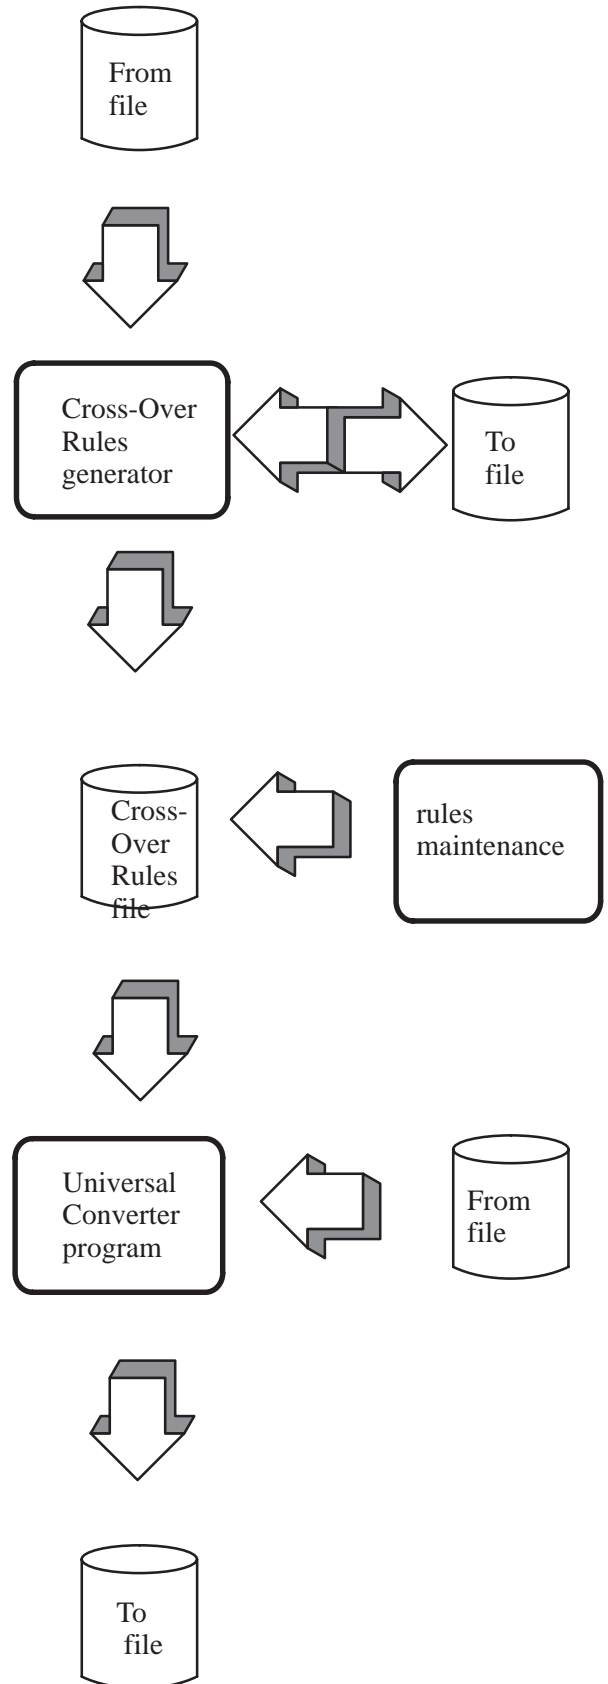 From
file
Cross-Over
Rules
generator
To
file
Cross-
Over
Rules
file
rules
maintenance
Universal
Converter
program
From
file
To
file